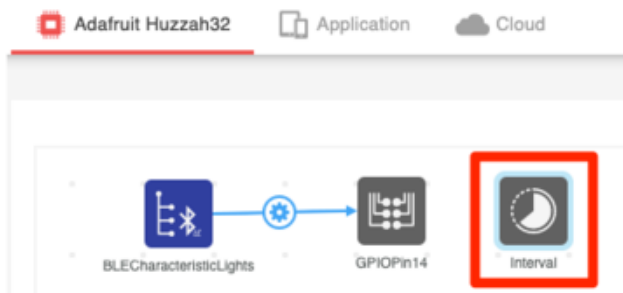 Adafruit Huzzah32
Application
Cloud
BLECharacteristicLights
GPIOPin14
Interval